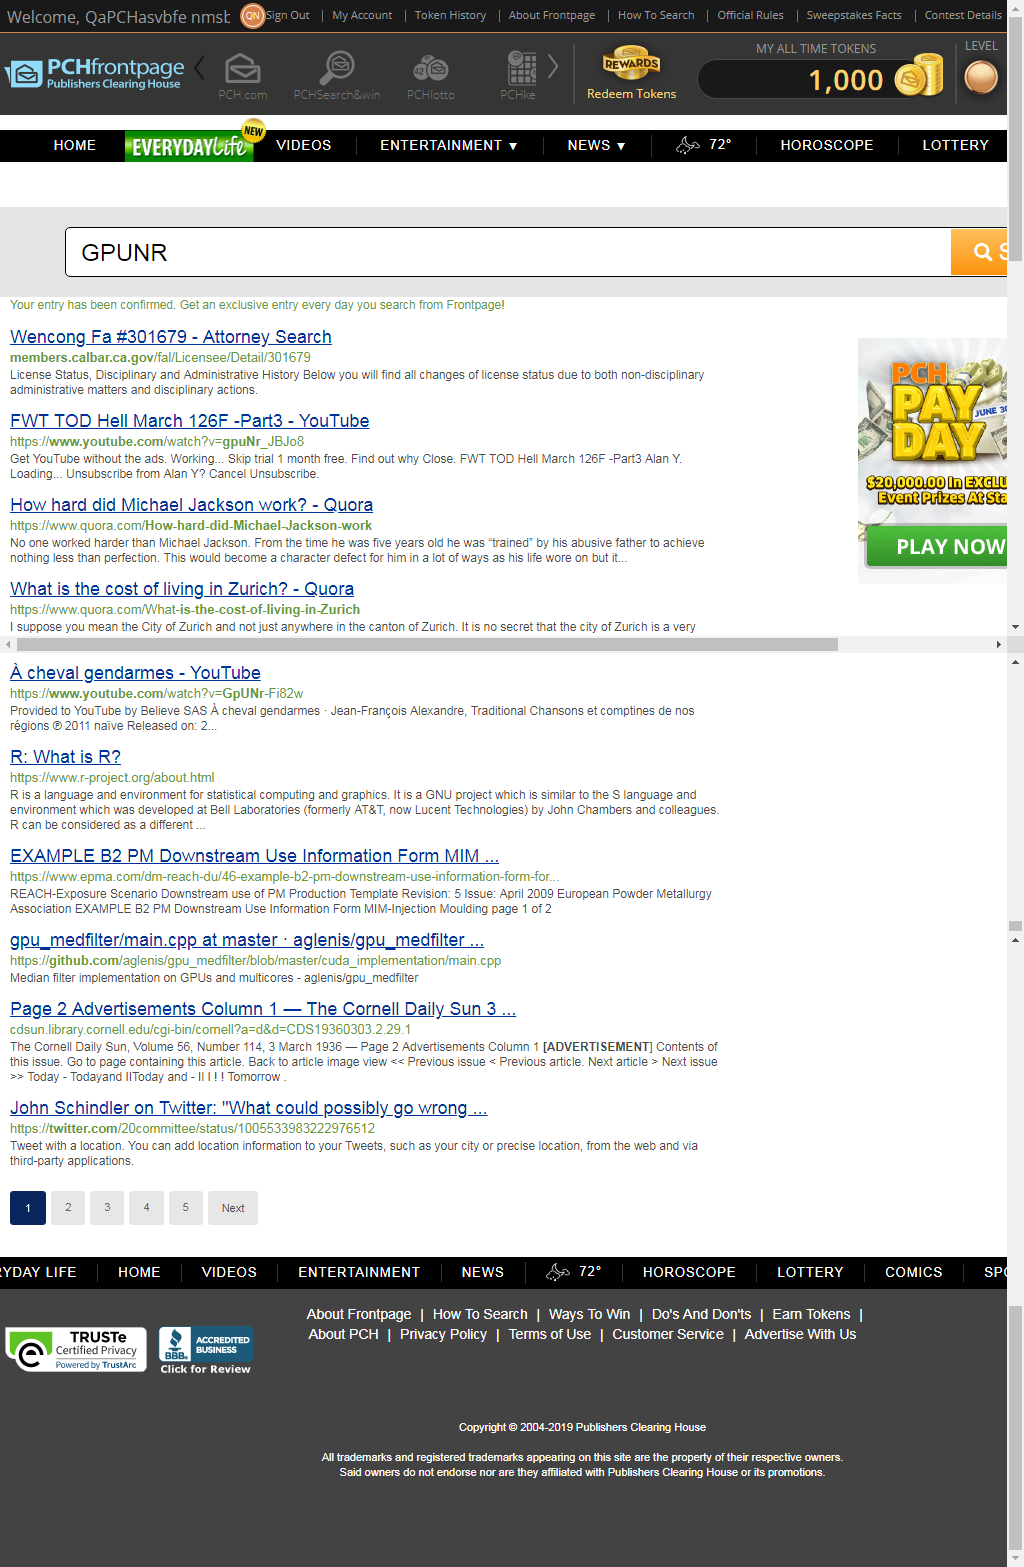 Welcome, QaPCHasvbfe nmsb QN Sign Out | My Account | Token History | About Frontpage | How To Search | Official Rules | Sweepstakes Facts | Contest Details
PCHfrontpage
Publishers Clearing House
PCH.com
PCHSearch&win
42
PCHlotto
PCHke
REWARDS
Redeem Tokens
MY ALL TIME TOKENS
1,000
LEVEL
HOME
EVERYDAY Life
NEW
VIDEOS
ENTERTAINMENT ▼
NEWS ▼
72°
HOROSCOPE
LOTTERY
GPUNR
S
Your entry has been confirmed. Get an exclusive entry every day you search from Frontpage!
Wencong Fa #301679 - Attorney Search
members.calbar.ca.gov/fal/Licensee/Detail/301679
License Status, Disciplinary and Administrative History Below you will find all changes of license status due to both non-disciplinary
administrative matters and disciplinary actions.
FWT TOD Hell March 126F -Part3 - YouTube
https://www.youtube.com/watch?v=gpuNr_JBJo8
Get YouTube without the ads. Working... Skip trial 1 month free. Find out why Close. FWT TOD Hell March 126F -Part3 Alan Y.
Loading... Unsubscribe from Alan Y? Cancel Unsubscribe.
How hard did Michael Jackson work? - Quora
https://www.quora.com/How-hard-did-Michael-Jackson-work
No one worked harder than Michael Jackson. From the time he was five years old he was “trained” by his abusive father to achieve
nothing less than perfection. This would become a character defect for him in a lot of ways as his life wore on but it...
What is the cost of living in Zurich? - Quora
https://www.quora.com/What-is-the-cost-of-living-in-Zurich
I suppose you mean the City of Zurich and not just anywhere in the canton of Zurich. It is no secret that the city of Zurich is a very
PCH
PAY
DAY
JUNE 30
$20,000.00 In EXCLU
Event Prizes At Sta
PLAY NOW
À cheval gendarmes - YouTube
https://www.youtube.com/watch?v=GpUNr-Fi82w
Provided to YouTube by Believe SAS À cheval gendarmes · Jean-François Alexandre, Traditional Chansons et comptines de nos
régions ℗ 2011 naïve Released on: 2...
R: What is R?
https://www.r-project.org/about.html
R is a language and environment for statistical computing and graphics. It is a GNU project which is similar to the S language and
environment which was developed at Bell Laboratories (formerly AT&T, now Lucent Technologies) by John Chambers and colleagues.
R can be considered as a different ...
EXAMPLE B2 PM Downstream Use Information Form MIM ...
https://www.epma.com/dm-reach-du/46-example-b2-pm-downstream-use-information-form-for...
REACH-Exposure Scenario Downstream use of PM Production Template Revision: 5 Issue: April 2009 European Powder Metallurgy
Association EXAMPLE B2 PM Downstream Use Information Form MIM-Injection Moulding page 1 of 2
gpu_medfilter/main.cpp at master · aglenis/gpu_medfilter ...
https://github.com/aglenis/gpu_medfilter/blob/master/cuda_implementation/main.cpp
Median filter implementation on GPUs and multicores - aglenis/gpu_medfilter
Page 2 Advertisements Column 1 — The Cornell Daily Sun 3 ...
cdsun.library.cornell.edu/cgi-bin/cornell?a=d&d=CDS19360303.2.29.1
The Cornell Daily Sun, Volume 56, Number 114, 3 March 1936 — Page 2 Advertisements Column 1 [ADVERTISEMENT] Contents of
this issue. Go to page containing this article. Back to article image view << Previous issue < Previous article. Next article > Next issue
>> Today - Todayand IIToday and - II I ! ! Tomorrow .
John Schindler on Twitter: "What could possibly go wrong ...
https://twitter.com/20committee/status/1005533983222976512
Tweet with a location. You can add location information to your Tweets, such as your city or precise location, from the web and via
third-party applications.
1 2 3 4 5 Next
RYDAY LIFE
HOME
VIDEOS
ENTERTAINMENT
NEWS
72°
HOROSCOPE
LOTTERY
COMICS
SPO
About Frontpage | How To Search | Ways To Win | Do's And Don'ts | Earn Tokens |
About PCH | Privacy Policy | Terms of Use | Customer Service | Advertise With Us
TRUSTe
Certified Privacy
Powered by TrustArc
BBB.
ACCREDITED
BUSINESS
Click for Review
Copyright © 2004-2019 Publishers Clearing House
All trademarks and registered trademarks appearing on this site are the property of their respective owners.
Said owners do not endorse nor are they affiliated with Publishers Clearing House or its promotions.